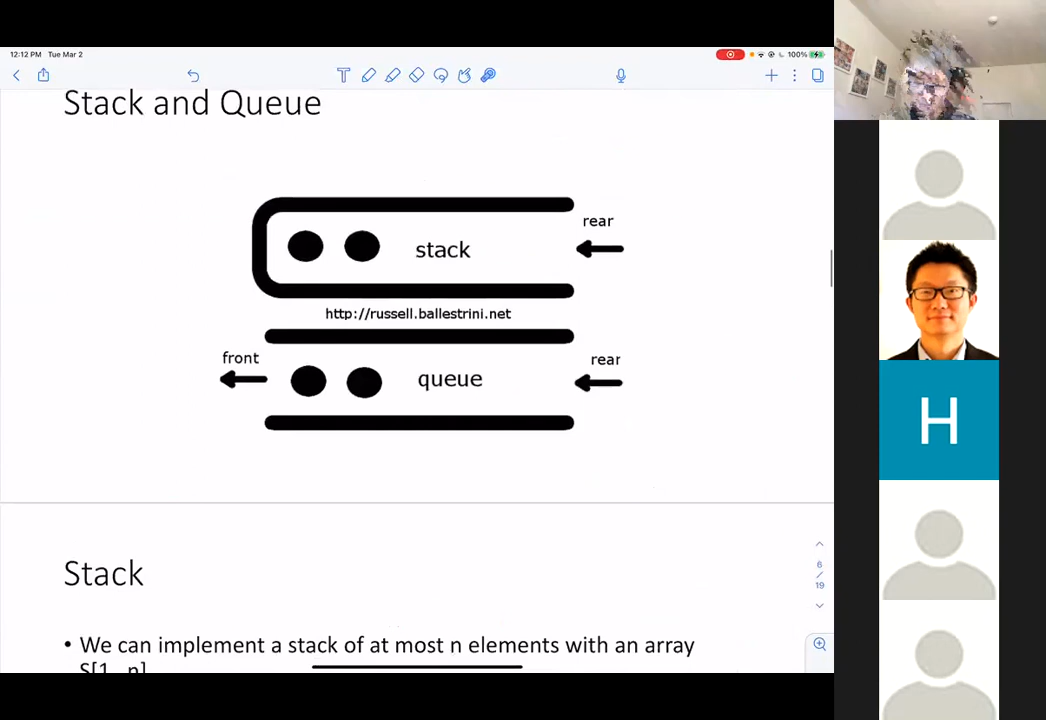 12:12 PM Tue Mar 2
100%
Stack and Queue
rear
stack
http://russell.ballestrini.net
front
rear
queue
H
Stack
6
/
19
• We can implement a stack of at most n elements with an array
S[1...n]